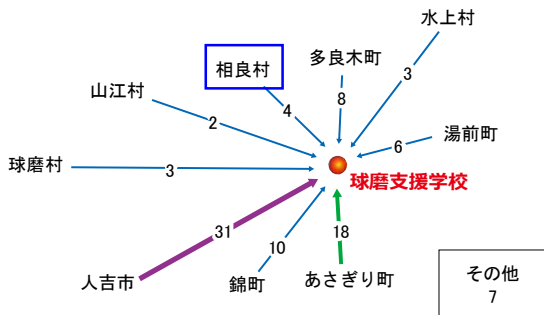 水上村
多良木町
相良村
山江村
3
8
4
2
湯前町
6
球磨村
3
球磨支援学校
31
18
10
人吉市
錦町
あさぎり町
その他
7